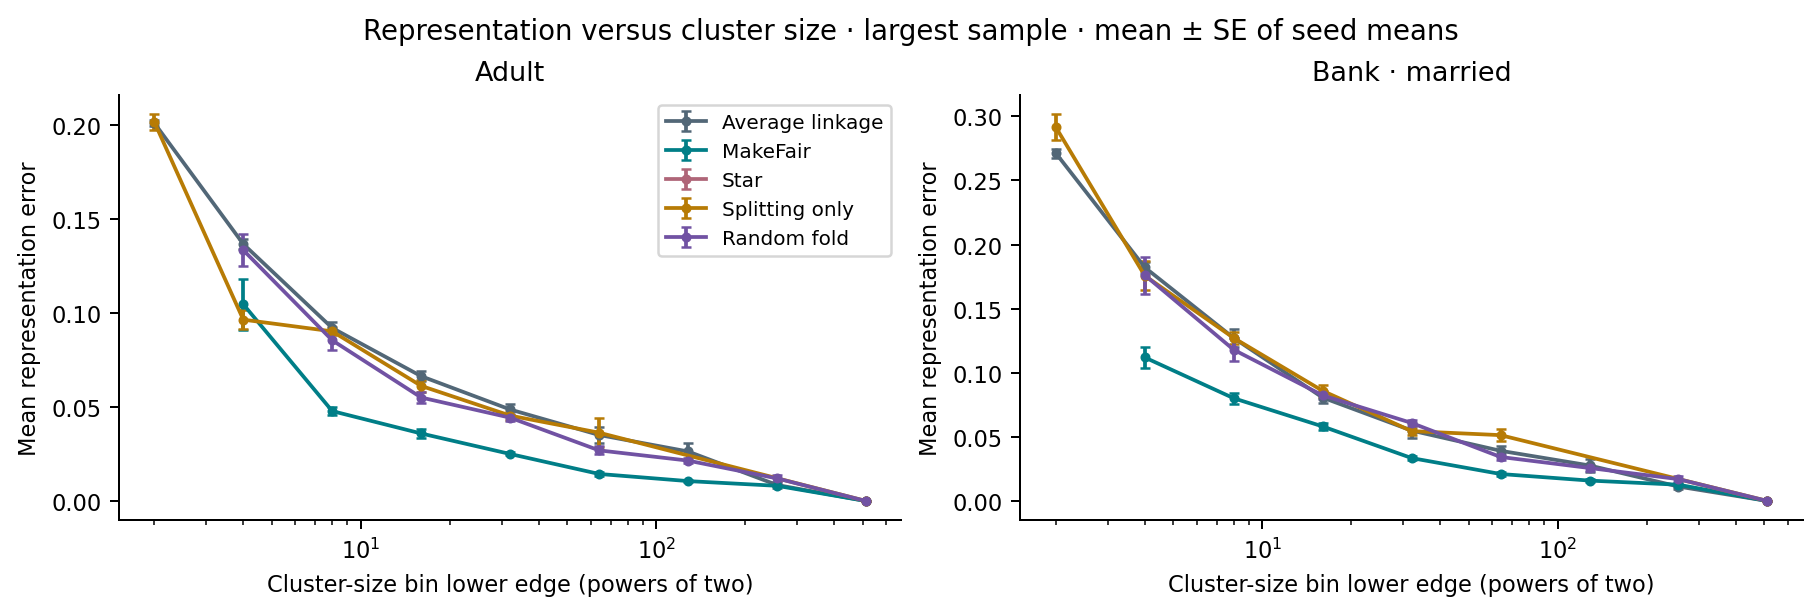 Representation versus cluster size · largest sample · mean ± SE of seed means
Adult
Mean representation error
0.20
0.15
0.10
0.05
0.00
10¹
10²
Cluster-size bin lower edge (powers of two)
Average linkage
MakeFair
Star
Splitting only
Random fold
Bank · married
Mean representation error
0.30
0.25
0.20
0.15
0.10
0.05
0.00
10¹
10²
Cluster-size bin lower edge (powers of two)